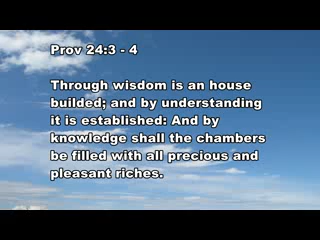 Prov 24:3 - 4
Through wisdom is an house
builded; and by understanding
it is established: And by
knowledge shall the chambers
be filled with all precious and
pleasant riches.